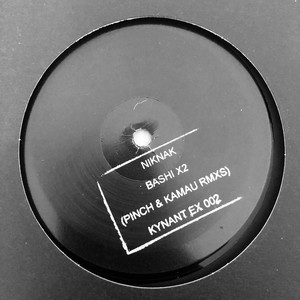 NIKNAK
BASHI X2
(PINCH & KAMAU RMXS)
KYNANT EX 002